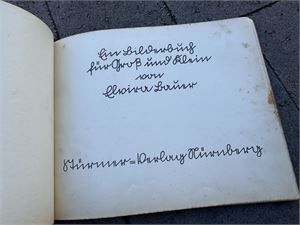 Ein Bilderbuch
für Groß und Klein
von
Elvira Bauer
Stürmer=Verlag Nürnberg